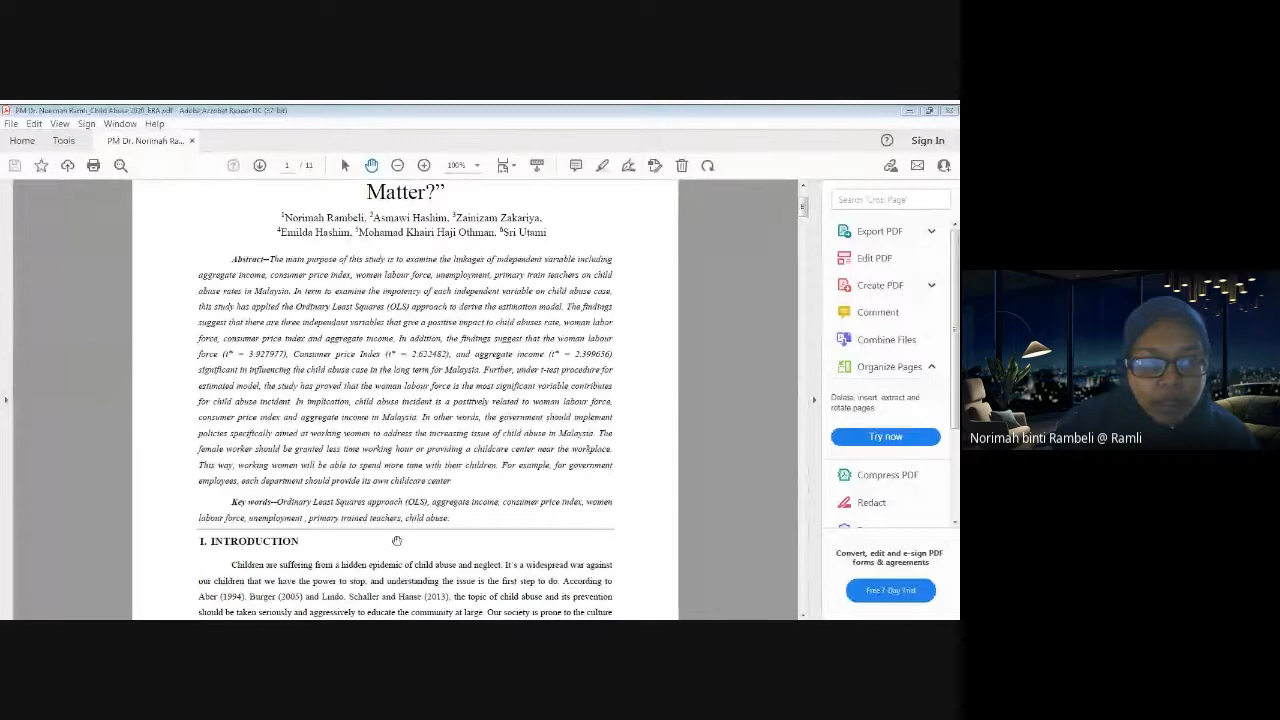 PM Dr. Norimah Ramli_Child Abuse 2020_ERA.pdf - Adobe Acrobat Reader DC (32-bit)
File Edit View Sign Window Help
Home Tools PM Dr. Norimah Ra... × Sign In
1 / 11 100%
Matter?”
1Norimah Rambeli, 2Asmawi Hashim, 3Zainizam Zakariya,
4Emilda Hashim, 5Mohamad Khairi Haji Othman, 6Sri Utami
Abstract--The main purpose of this study is to examine the linkages of independent variable including
aggregate income, consumer price index, women labour force, unemployment, primary train teachers on child
abuse rates in Malaysia. In term to examine the impotency of each independent variable on child abuse case,
this study has applied the Ordinary Least Squares (OLS) approach to derive the estimation model. The findings
suggest that there are three independent variables that give a positive impact to child abuses rate, woman labor
force, consumer price index and aggregate income. In addition, the findings suggest that the woman labour
force (t* = 3.927977), Consumer price Index (t* = 2.622482), and aggregate income (t* = 2.399656)
significant in influencing the child abuse case in the long term for Malaysia. Further, under t-test procedure for
estimated model, the study has proved that the woman labour force is the most significant variable contributes
for child abuse incident. In implication, child abuse incident is a positively related to woman labour force,
consumer price index and aggregate income in Malaysia. In other words, the government should implement
policies specifically aimed at working women to address the increasing issue of child abuse in Malaysia. The
female worker should be granted less time working hour or providing a childcare center near the workplace.
This way, working women will be able to spend more time with their children. For example, for government
employees, each department should provide its own childcare center
Key words--Ordinary Least Squares approach (OLS), aggregate income, consumer price index, women
labour force, unemployment , primary trained teachers, child abuse.
I. INTRODUCTION
Children are suffering from a hidden epidemic of child abuse and neglect. It's a widespread war against
our children that we have the power to stop, and understanding the issue is the first step to do. According to
Aber (1994). Burger (2005) and Lindo, Schaller and Hanse (2013), the topic of child abuse and its prevention
should be taken seriously and aggressively to educate the community at large. Our society is prone to the culture
Search 'Crop Page'
Export PDF
Edit PDF
Create PDF
Comment
Combine Files
Organize Pages
Delete, insert, extract and
rotate pages.
Try now
Compress PDF
Redact
Convert, edit and e-sign PDF
forms & agreements
Free 7-Day Trial
Norimah binti Rambeli @ Ramli